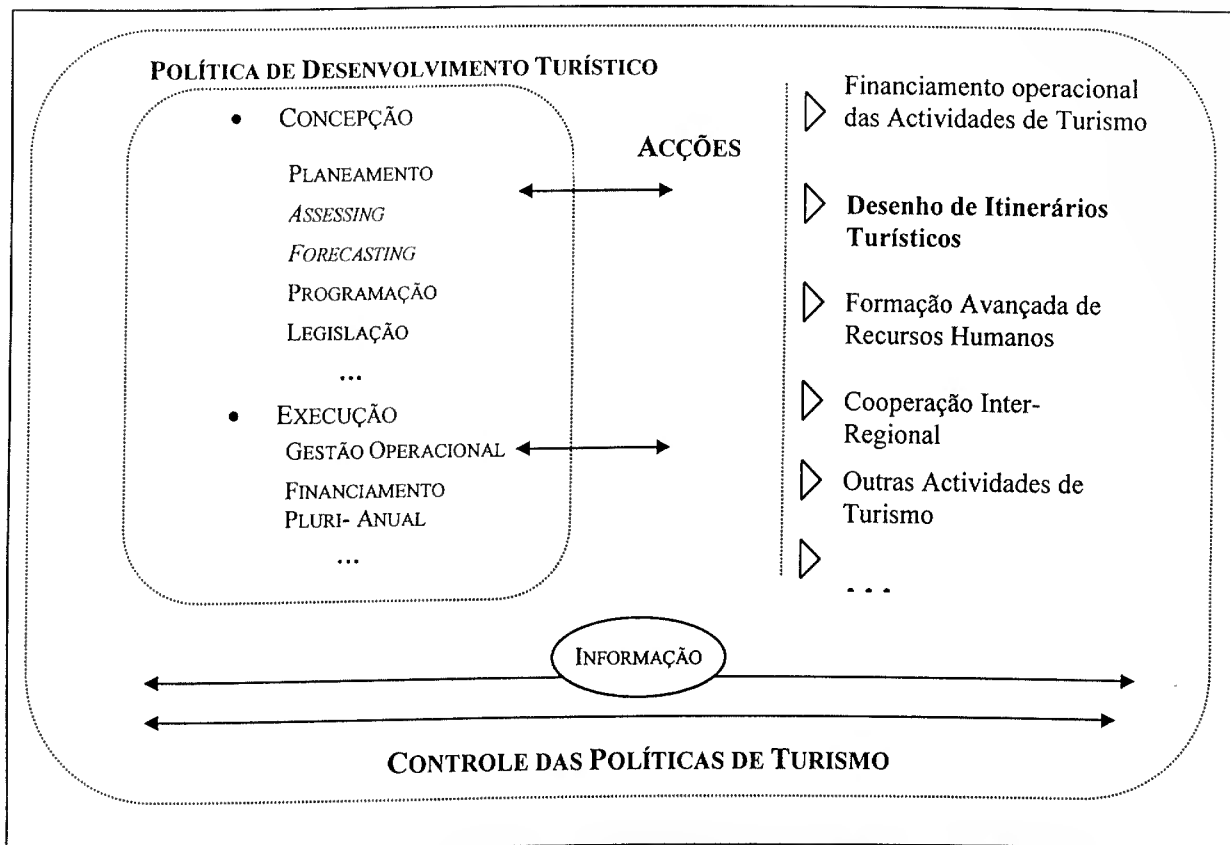 POLÍTICA DE DESENVOLVIMENTO TURÍSTICO
• CONCEPÇÃO
PLANEAMENTO
ASSESSING
FORECASTING
PROGRAMAÇÃO
LEGISLAÇÃO
...
• EXECUÇÃO
GESTÃO OPERACIONAL
FINANCIAMENTO
PLURI- ANUAL
...
ACÇÕES
Financiamento operacional
das Actividades de Turismo
Desenho de Itinerários
Turísticos
Formação Avançada de
Recursos Humanos
Cooperação Inter-
Regional
Outras Actividades de
Turismo
. . .
INFORMAÇÃO
CONTROLE DAS POLÍTICAS DE TURISMO